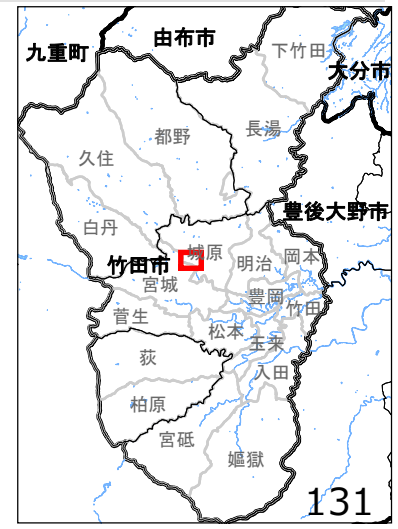 由布市
九重町
下竹田
大分市
長湯
都野
久住
豊後大野市
白丹
城原
岡本
竹田市
明治
宮城
豊岡
竹田
菅生
松本
玉来
荻
入田
柏原
宮砥
嫗獄
131